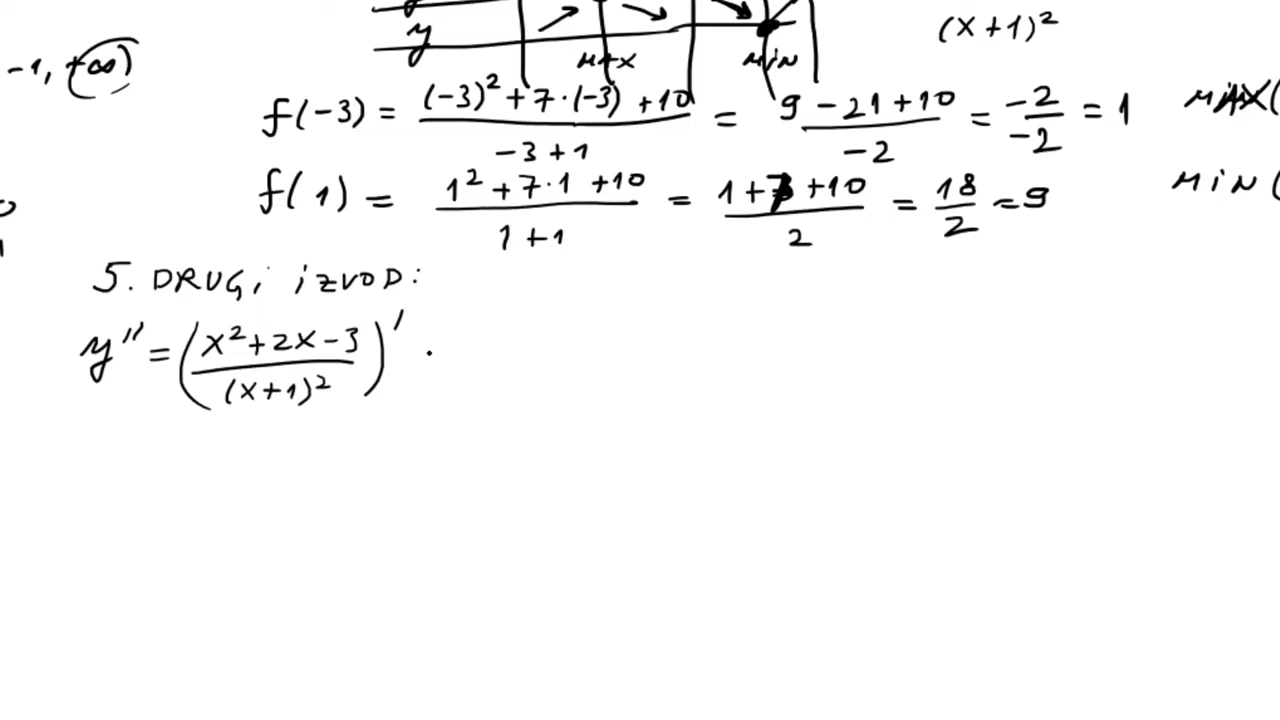 y
MAX MIN
(x+1)²
-1, +∞)
f(-3) = ((-3)² + 7·(-3) + 10)/(-3+1) = (9 - 21 + 10)/(-2) = (-2)/(-2) = 1 MAX(
f(1) = (1² + 7·1 + 10)/(1+1) = (1 + 7 + 10)/2 = 18/2 = 9 MIN(
5. DRUGI IZVOD:
y'' = ((x² + 2x - 3)/(x+1)²)'